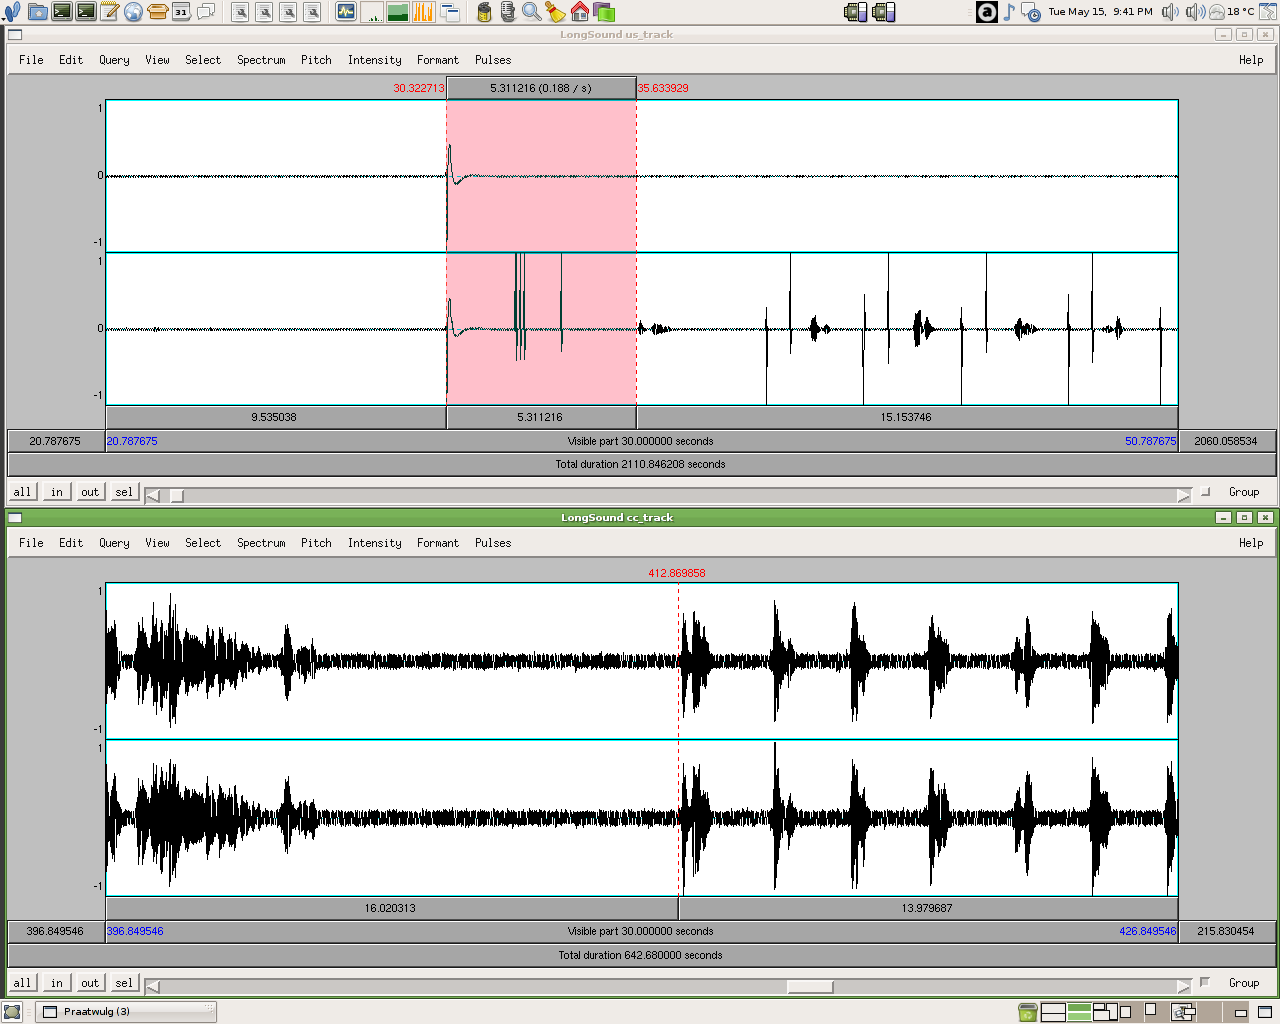 31
a
Tue May 15, 9:41 PM
18 °C
LongSound us_track
File Edit Query View Select Spectrum Pitch Intensity Formant Pulses Help
30.322713 5.311216 (0.188 / s) 35.633929
1
0
-1
1
0
-1
9.535038 5.311216 15.153746
20.787675 20.787675 Visible part 30.000000 seconds 50.787675 2060.058534
Total duration 2110.846208 seconds
all in out sel Group
LongSound cc_track
File Edit Query View Select Spectrum Pitch Intensity Formant Pulses Help
412.869858
1
-1
1
-1
16.020313 13.979687
396.849546 396.849546 Visible part 30.000000 seconds 426.849546 215.830454
Total duration 642.680000 seconds
all in out sel Group
Praatwulg (3)